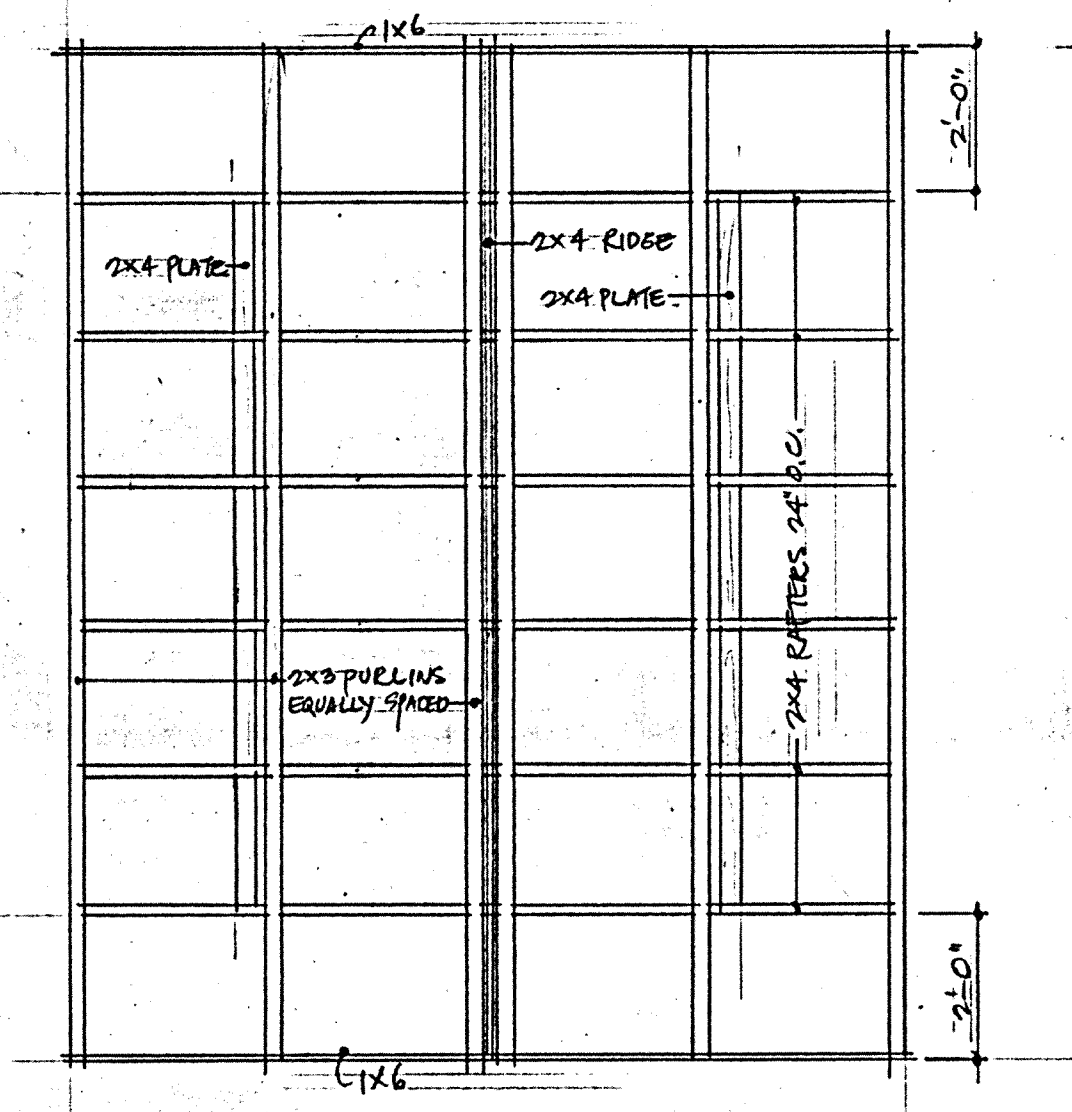 1X6
2'-0"
2X4 RIDGE
2X4 PLATE
2X4 PLATE
2X4 RAFTERS 24" O.C.
2X3 PURLINS
EQUALLY SPACED
2'-0"
1X6